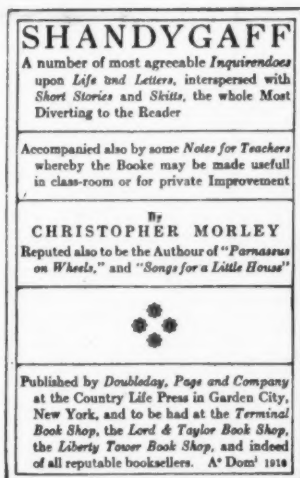 SHANDYGAFF
A number of most agreeable Inquirendoes
upon Life and Letters, interspersed with
Short Stories and Skitts, the whole Most
Diverting to the Reader
Accompanied also by some Notes for Teachers
whereby the Booke may be made usefull
in class-room or for private Improvement
By
CHRISTOPHER MORLEY
Reputed also to be the Authour of "Parnassus
on Wheels," and "Songs for a Little House"
Published by Doubleday, Page and Company
at the Country Life Press in Garden City,
New York, and to be had at the Terminal
Book Shop, the Lord & Taylor Book Shop,
the Liberty Tower Book Shop, and indeed
of all reputable booksellers. A° Domⁱ 1918